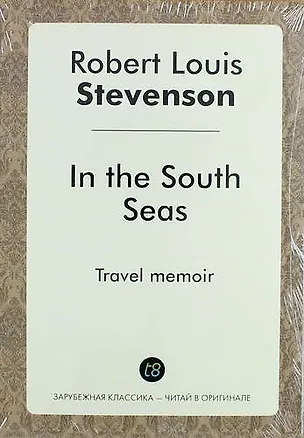 Robert Louis
Stevenson
In the South
Seas
Travel memoir
t8
ЗАРУБЕЖНАЯ КЛАССИКА — ЧИТАЙ В ОРИГИНАЛЕ